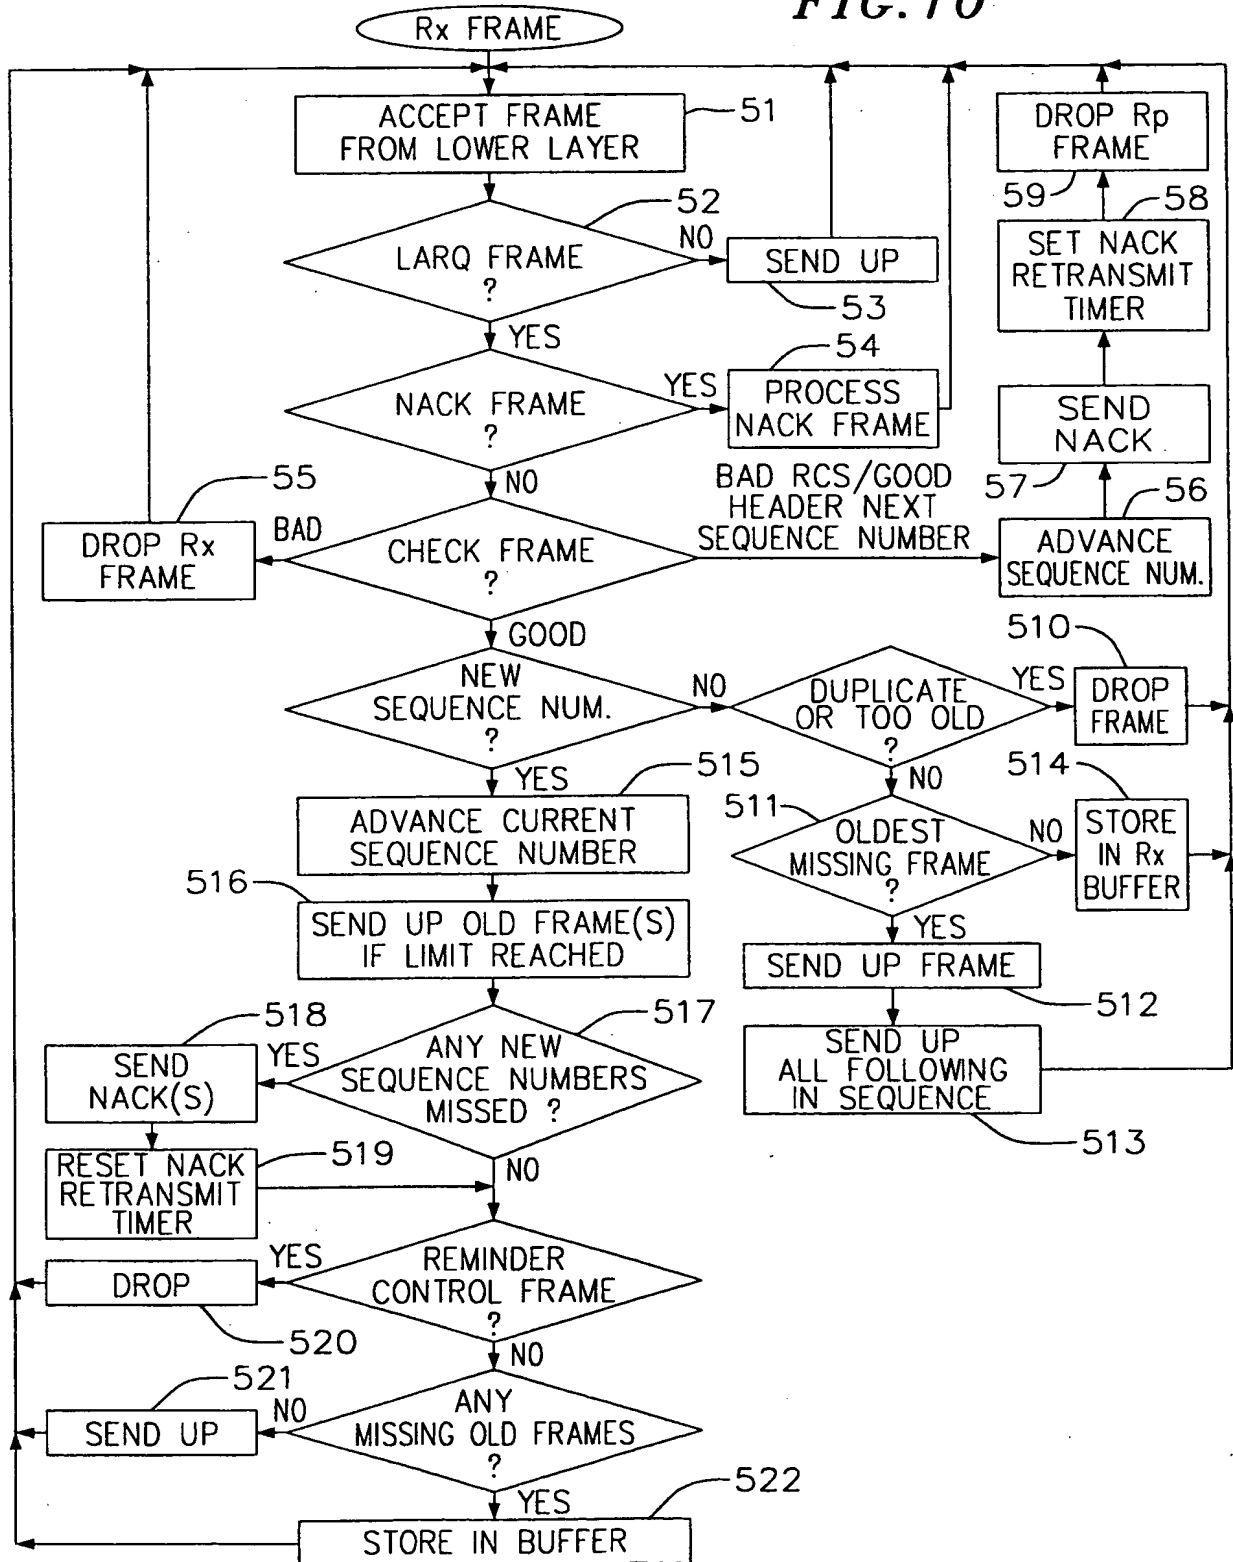 FIG. 70
Rx FRAME
ACCEPT FRAME
FROM LOWER LAYER
51
DROP Rp
FRAME
59
52
LARQ FRAME
?
NO
SEND UP
53
58
SET NACK
RETRANSMIT
TIMER
YES
NACK FRAME
?
YES
54
PROCESS
NACK FRAME
SEND
NACK
57
NO
55
DROP Rx
FRAME
BAD
CHECK FRAME
?
BAD RCS/GOOD
HEADER NEXT
SEQUENCE NUMBER
56
ADVANCE
SEQUENCE NUM.
GOOD
NEW
SEQUENCE NUM.
?
NO
DUPLICATE
OR TOO OLD
?
YES
510
DROP
FRAME
YES
515
ADVANCE CURRENT
SEQUENCE NUMBER
NO
511
OLDEST
MISSING FRAME
?
NO
514
STORE
IN Rx
BUFFER
516
SEND UP OLD FRAME(S)
IF LIMIT REACHED
YES
SEND UP FRAME
512
517
ANY NEW
SEQUENCE NUMBERS
MISSED ?
YES
518
SEND
NACK(S)
SEND UP
ALL FOLLOWING
IN SEQUENCE
513
RESET NACK
RETRANSMIT
TIMER
519
NO
REMINDER
CONTROL FRAME
?
YES
DROP
520
NO
521
ANY
MISSING OLD FRAMES
?
NO
SEND UP
YES
522
STORE IN BUFFER